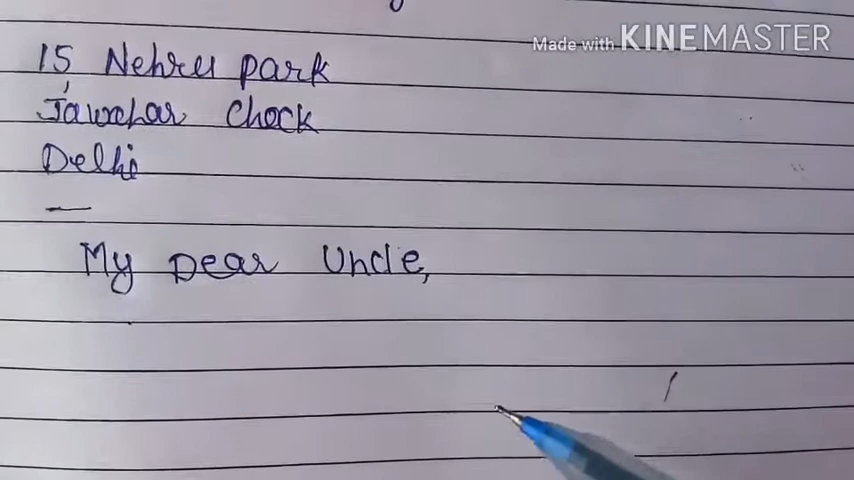 Made with KINEMASTER
15, Nehru park
Jawahar Chock
Delhi
—
My Dear Uncle,